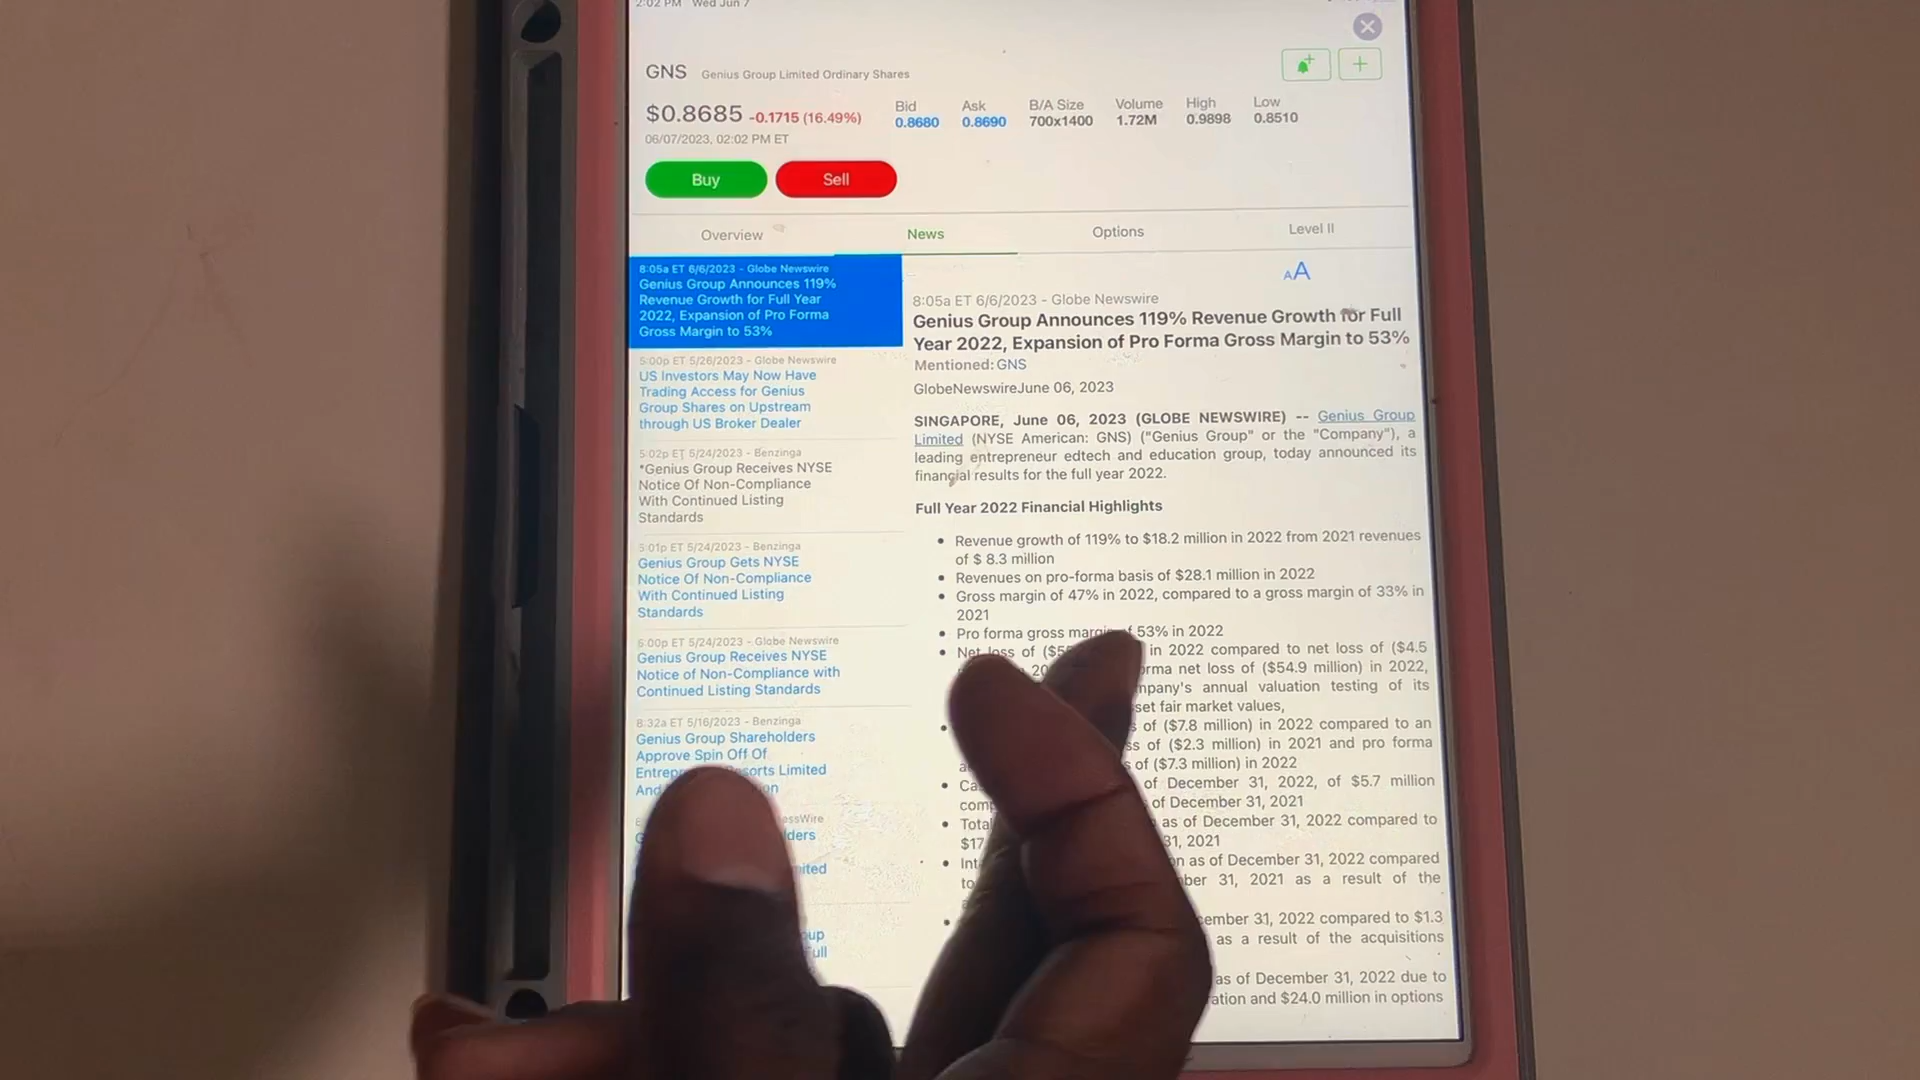 2:02 PM Wed Jun 7
GNS Genius Group Limited Ordinary Shares
$0.8685 -0.1715 (16.49%)
06/07/2023, 02:02 PM ET
Bid Ask B/A Size Volume High Low
0.8680 0.8690 700x1400 1.72M 0.9898 0.8510
Buy Sell
Overview News Options Level II
8:05a ET 6/6/2023 - Globe Newswire
Genius Group Announces 119%
Revenue Growth for Full Year
2022, Expansion of Pro Forma
Gross Margin to 53%
5:00p ET 5/26/2023 - Globe Newswire
US Investors May Now Have
Trading Access for Genius
Group Shares on Upstream
through US Broker Dealer
5:02p ET 5/24/2023 - Benzinga
*Genius Group Receives NYSE
Notice Of Non-Compliance
With Continued Listing
Standards
5:01p ET 5/24/2023 - Benzinga
Genius Group Gets NYSE
Notice Of Non-Compliance
With Continued Listing
Standards
6:00p ET 5/24/2023 - Globe Newswire
Genius Group Receives NYSE
Notice of Non-Compliance with
Continued Listing Standards
8:32a ET 5/16/2023 - Benzinga
Genius Group Shareholders
Approve Spin Off Of
Limited
And
AA
8:05a ET 6/6/2023 - Globe Newswire
Genius Group Announces 119% Revenue Growth for Full
Year 2022, Expansion of Pro Forma Gross Margin to 53%
Mentioned: GNS
GlobeNewswireJune 06, 2023
SINGAPORE, June 06, 2023 (GLOBE NEWSWIRE) -- Genius Group
Limited (NYSE American: GNS) ("Genius Group" or the "Company"), a
leading entrepreneur edtech and education group, today announced its
financial results for the full year 2022.
Full Year 2022 Financial Highlights
• Revenue growth of 119% to $18.2 million in 2022 from 2021 revenues
of $ 8.3 million
• Revenues on pro-forma basis of $28.1 million in 2022
• Gross margin of 47% in 2022, compared to a gross margin of 33% in
2021
• Pro forma gross margin of 53% in 2022
• Net loss of in 2022 compared to net loss of ($4.5
net loss of ($54.9 million) in 2022,
annual valuation testing of its
set fair market values,
• of ($7.8 million) in 2022 compared to an
of ($2.3 million) in 2021 and pro forma
of ($7.3 million) in 2022
• of December 31, 2022, of $5.7 million
of December 31, 2021
• Total as of December 31, 2022 compared to
31, 2021
• as of December 31, 2022 compared
to 31, 2021 as a result of the
• 31, 2022 compared to $1.3
as a result of the acquisitions
as of December 31, 2022 due to
and $24.0 million in options